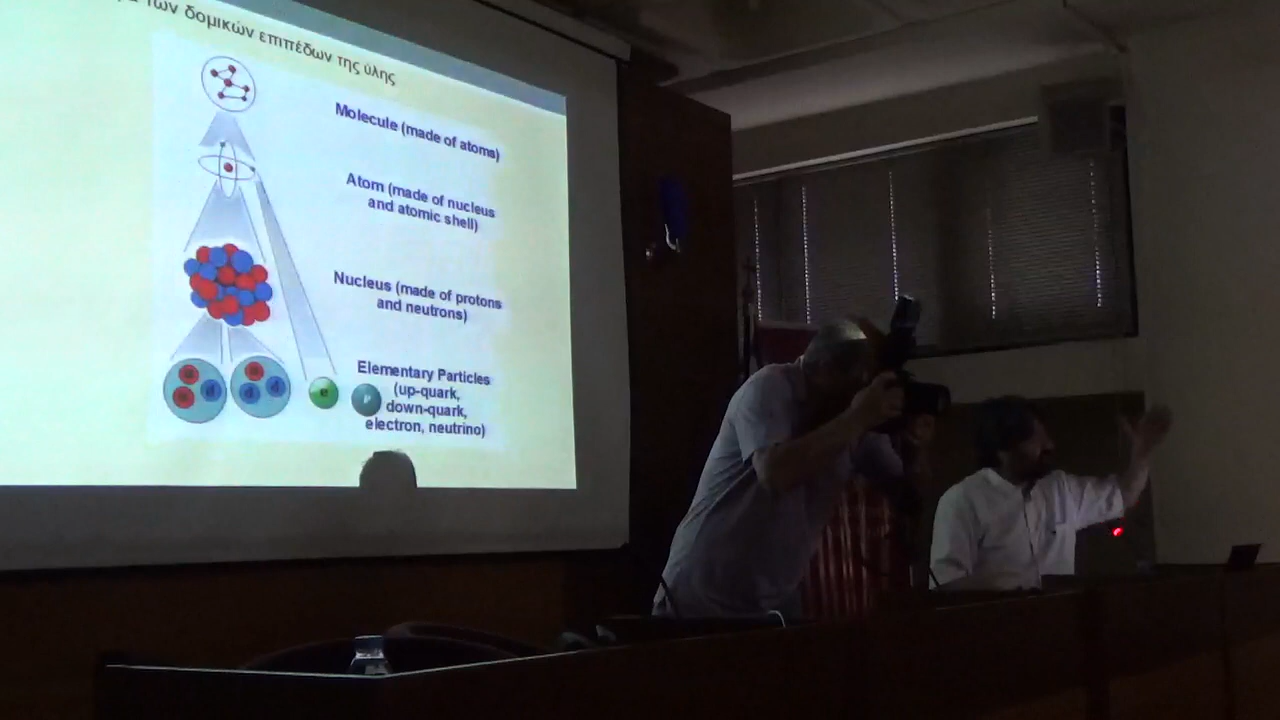 των δομικών επιπέδων της ύλης
Molecule (made of atoms)
Atom (made of nucleus
and atomic shell)
Nucleus (made of protons
and neutrons)
Elementary Particles
(up-quark,
down-quark,
electron, neutrino)
u
u
d
u
d
d
e
ν